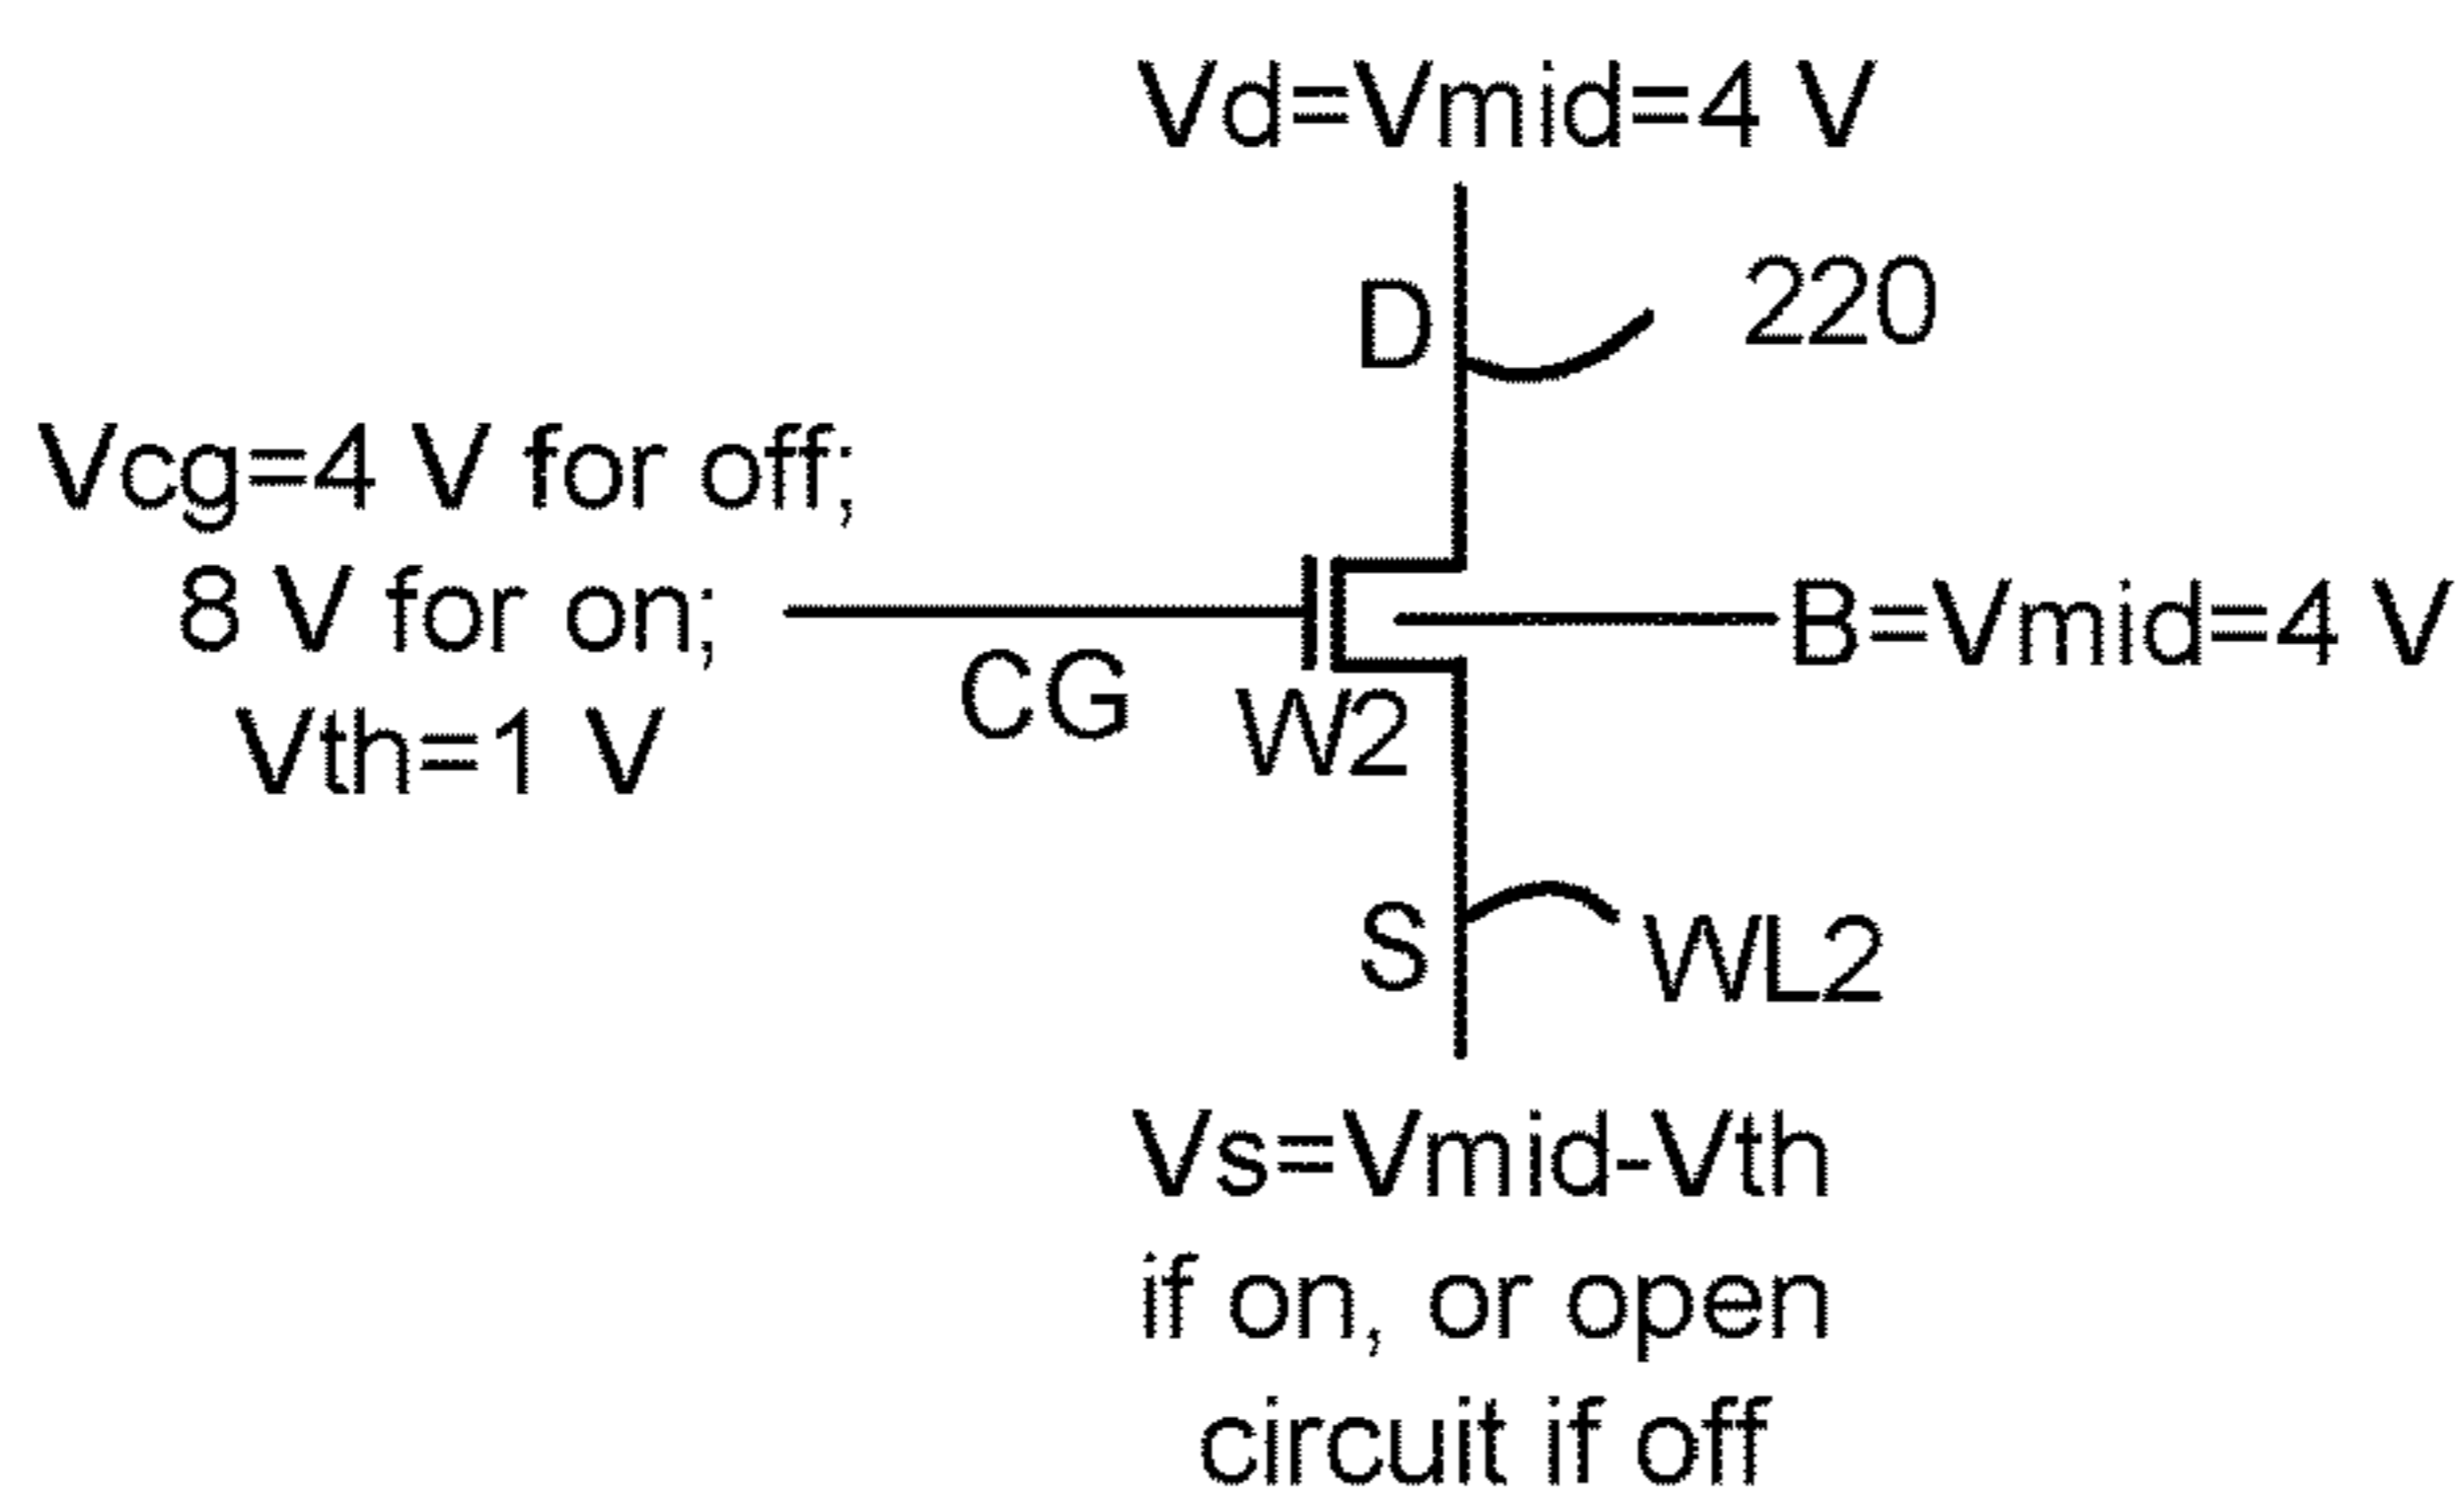 Vd=Vmid=4 V
D
220
Vcg=4 V for off;
8 V for on;
Vth=1 V
CG
W2
B=Vmid=4 V
S
WL2
Vs=Vmid-Vth
if on, or open
circuit if off